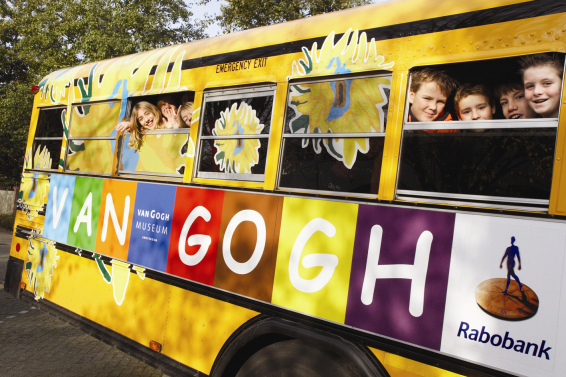 EMERGENCY EXIT
VAN
VAN GOGH
MUSEUM
GOGH
Rabobank